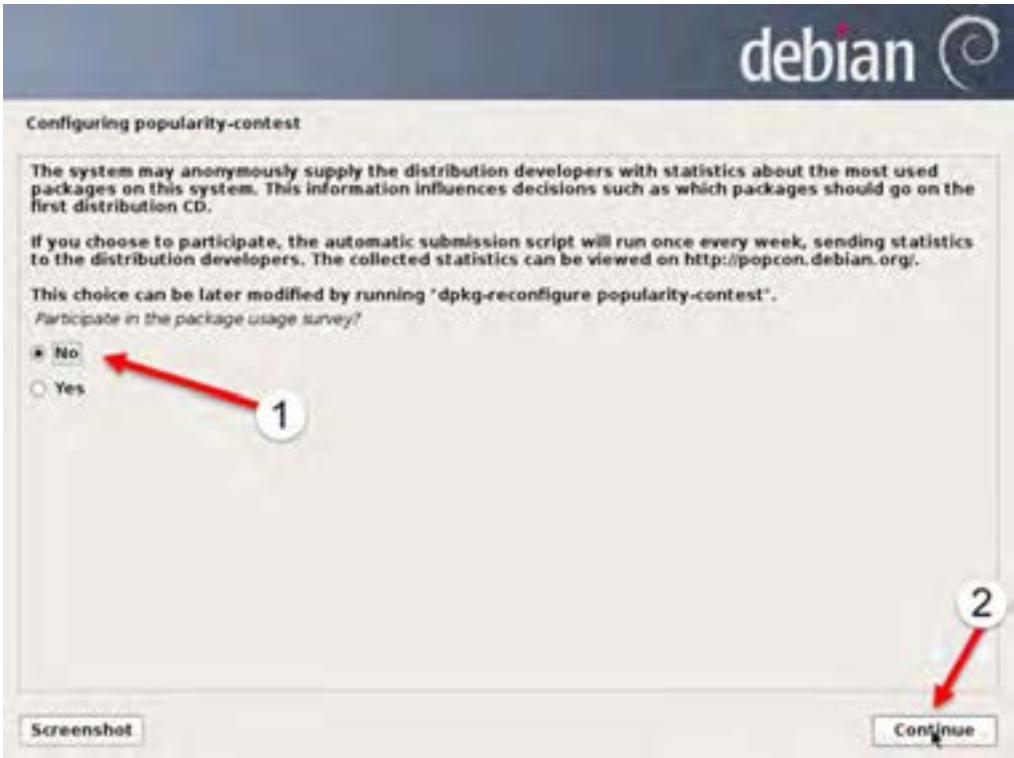 debian
Configuring popularity-contest
The system may anonymously supply the distribution developers with statistics about the most used
packages on this system. This information influences decisions such as which packages should go on the
first distribution CD.
If you choose to participate, the automatic submission script will run once every week, sending statistics
to the distribution developers. The collected statistics can be viewed on http://popcon.debian.org/.
This choice can be later modified by running "dpkg-reconfigure popularity-contest".
Participate in the package usage survey?
No
Yes
1
2
Screenshot
Continue